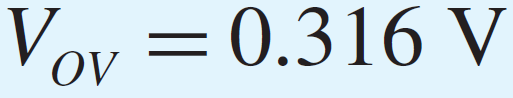 V_OV = 0.316 V